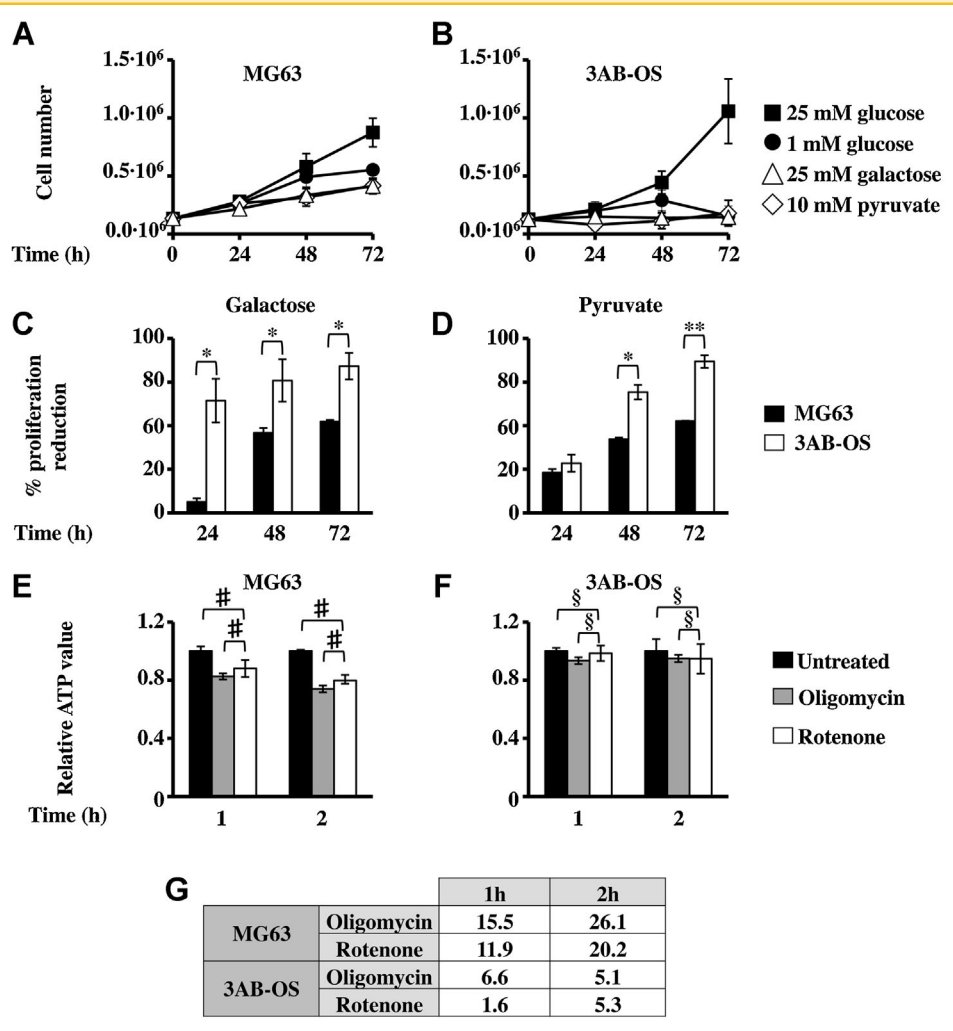 A
B
MG63
3AB-OS
1.5·10⁶
1.0·10⁶
0.5·10⁶
0.0·10⁶
Cell number
Time (h)
0 24 48 72
1.5·10⁶
1.0·10⁶
0.5·10⁶
0.0·10⁶
0 24 48 72
25 mM glucose
1 mM glucose
25 mM galactose
10 mM pyruvate
C
Galactose
D
Pyruvate
% proliferation
reduction
100
80
60
20
0
* * *
Time (h)
24 48 72
100
80
60
20
0
* **
24 48 72
MG63
3AB-OS
E
MG63
F
3AB-OS
Relative ATP value
1.2
0.8
0.4
0
# #
# #
Time (h)
1 2
1.2
0.8
0.4
0
§ §
§ §
1 2
Untreated
Oligomycin
Rotenone
G
1h 2h
MG63 Oligomycin 15.5 26.1
Rotenone 11.9 20.2
3AB-OS Oligomycin 6.6 5.1
Rotenone 1.6 5.3